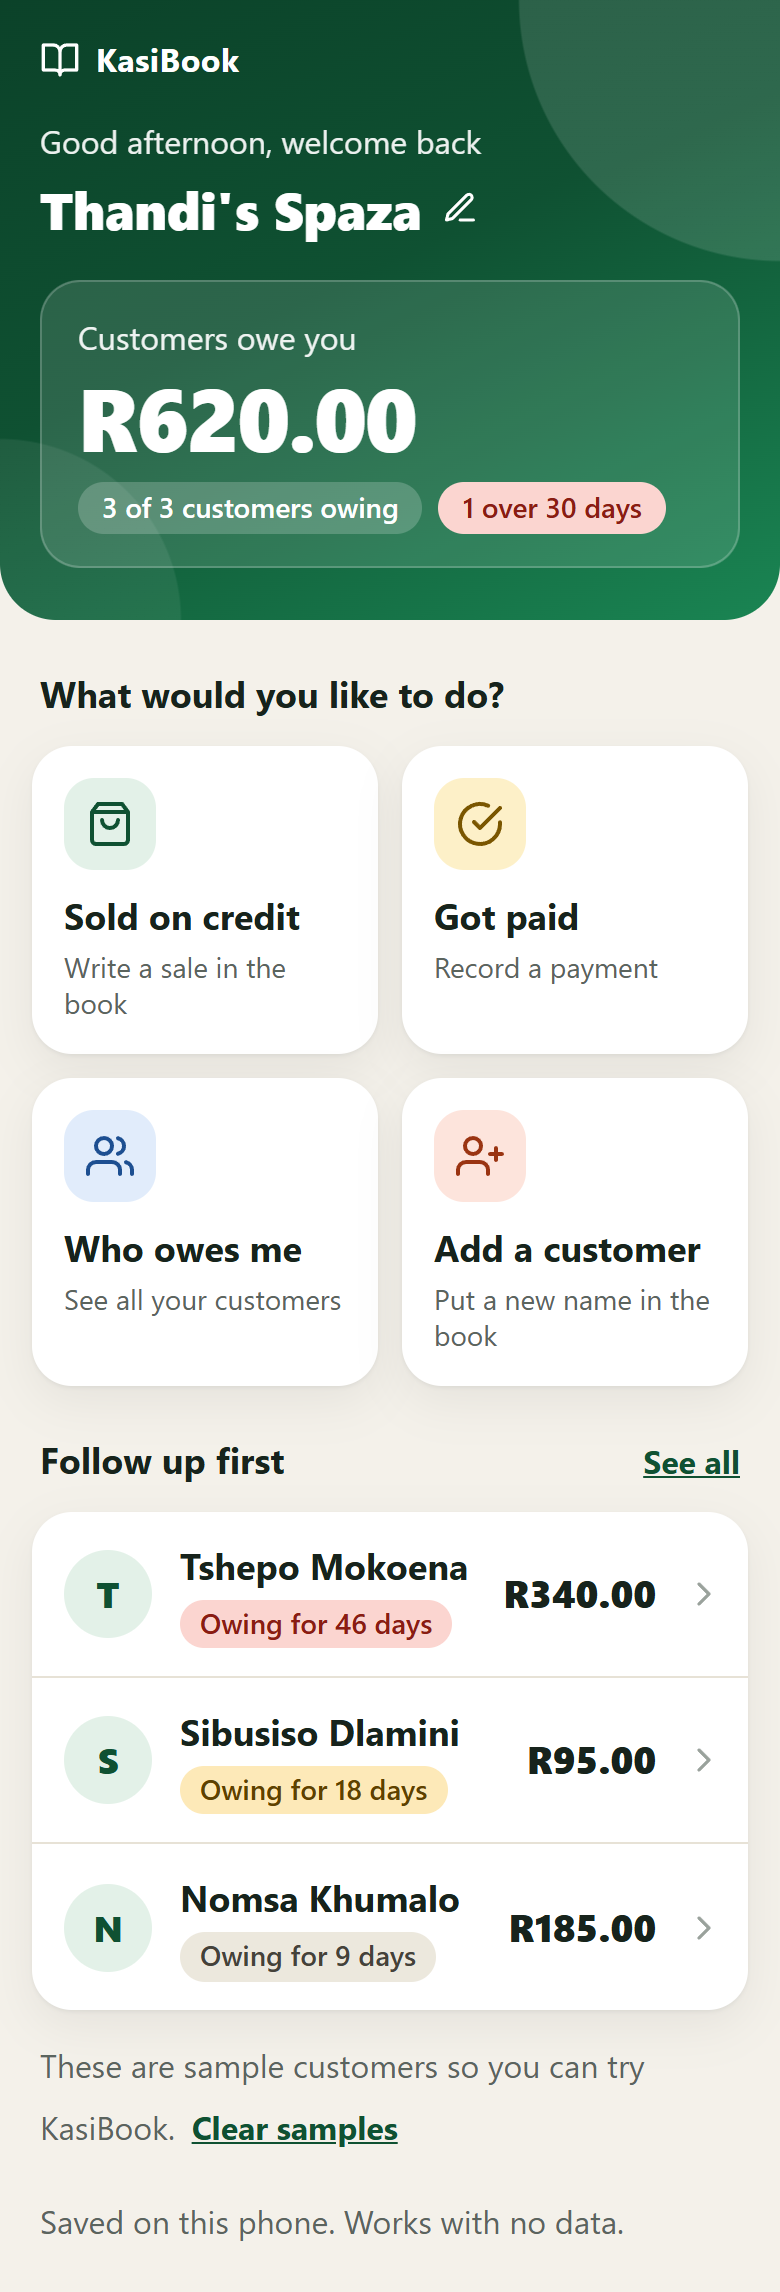 KasiBook
Good afternoon, welcome back
Thandi's Spaza
Customers owe you
R620.00
3 of 3 customers owing
1 over 30 days
What would you like to do?
Sold on credit
Write a sale in the
book
Got paid
Record a payment
Who owes me
See all your customers
Add a customer
Put a new name in the
book
Follow up first
See all
T
Tshepo Mokoena
Owing for 46 days
R340.00
S
Sibusiso Dlamini
Owing for 18 days
R95.00
N
Nomsa Khumalo
Owing for 9 days
R185.00
These are sample customers so you can try
KasiBook. Clear samples
Saved on this phone. Works with no data.